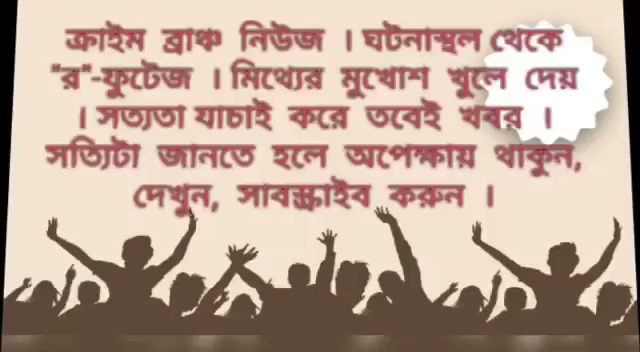 ক্রাইম ব্রাঞ্চ নিউজ । ঘটনাস্থল থেকে
"র"-ফুটেজ । মিথ্যের মুখোশ খুলে দেয়
। সত্যতা যাচাই করে তবেই খবর ।
সত্যিটা জানতে হলে অপেক্ষায় থাকুন,
দেখুন, সাবস্ক্রাইব করুন ।